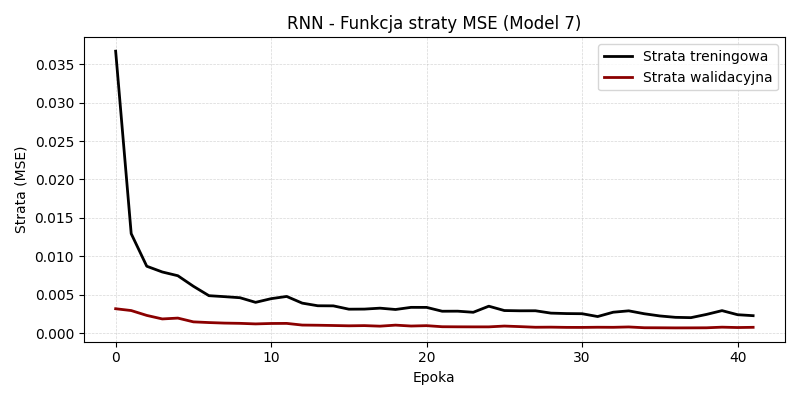 RNN - Funkcja straty MSE (Model 7)
Strata treningowa
Strata walidacyjna
Strata (MSE)
0.035
0.030
0.025
0.020
0.015
0.010
0.005
0.000
0 10 20 30 40
Epoka